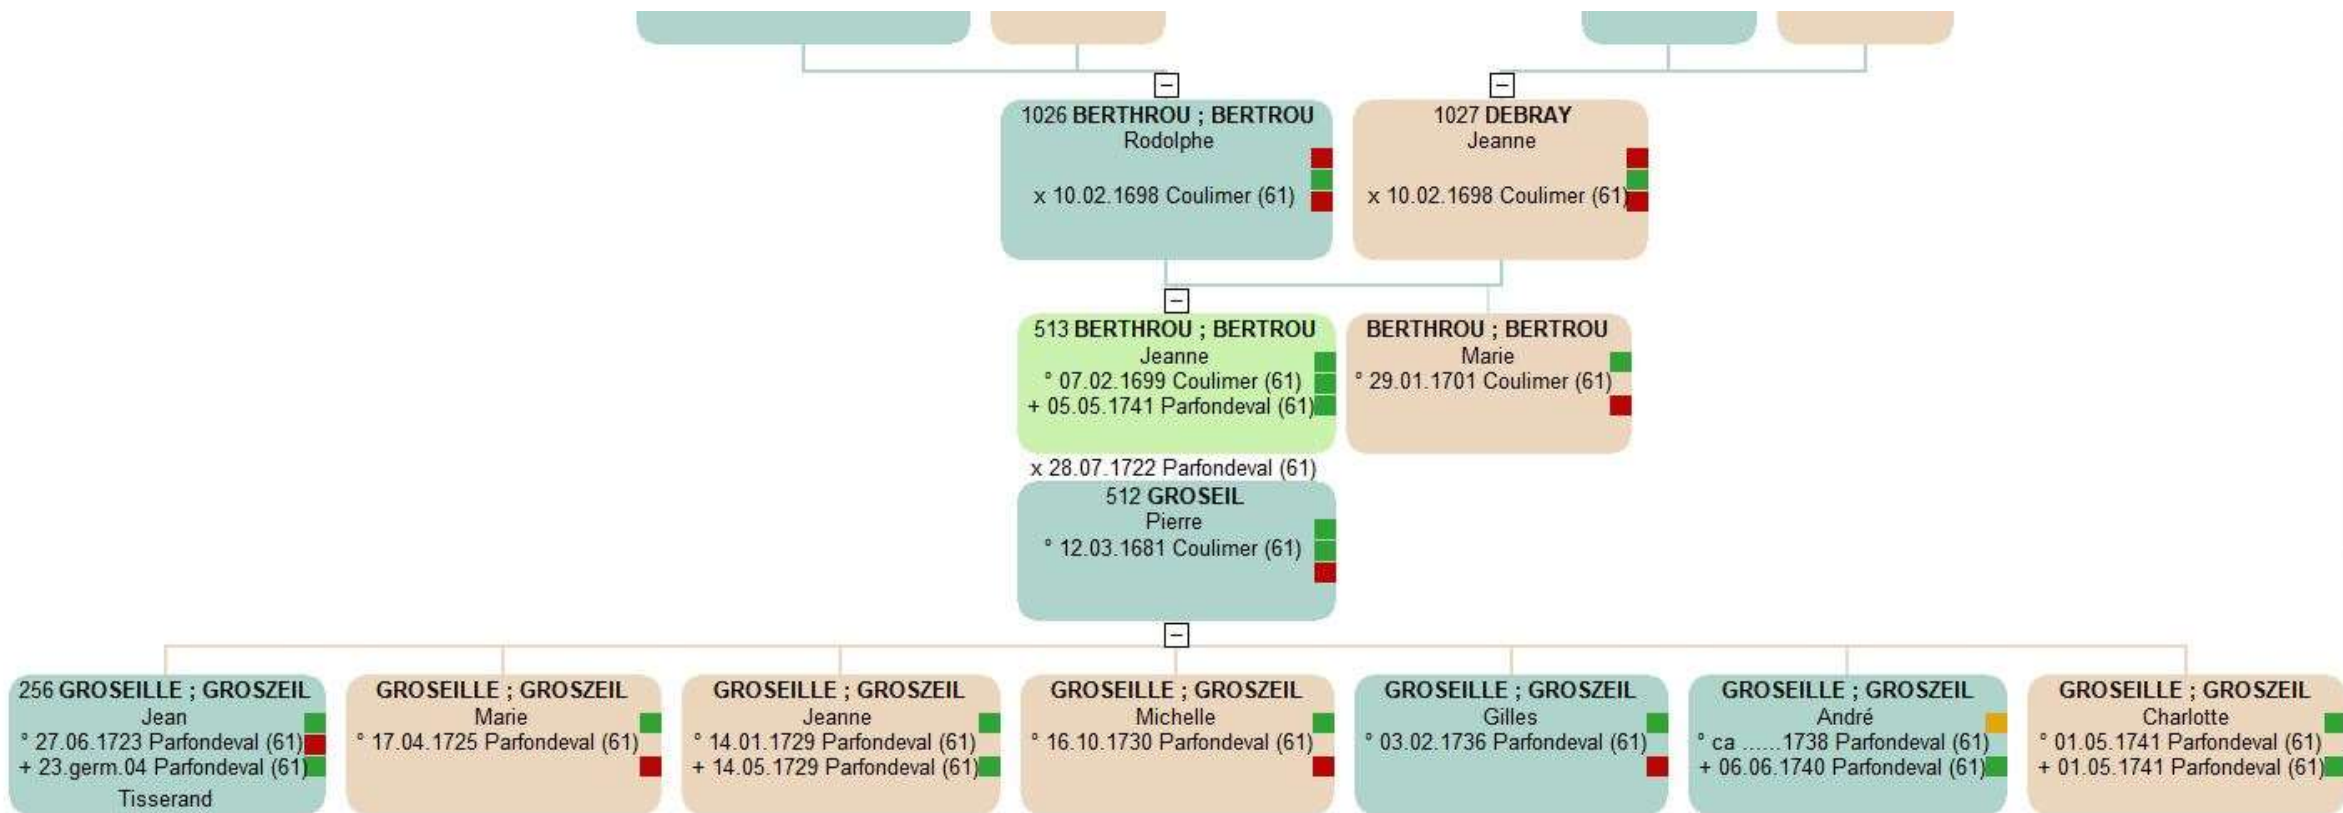 1026 BERTHROU ; BERTROU
Rodolphe
x 10.02.1698 Coulimer (61)
1027 DEBRAY
Jeanne
x 10.02.1698 Coulimer (61)
513 BERTHROU ; BERTROU
Jeanne
° 07.02.1699 Coulimer (61)
+ 05.05.1741 Parfondeval (61)
BERTHROU ; BERTROU
Marie
° 29.01.1701 Coulimer (61)
x 28.07.1722 Parfondeval (61)
512 GROSEIL
Pierre
° 12.03.1681 Coulimer (61)
256 GROSEILLE ; GROSZEIL
Jean
° 27.06.1723 Parfondeval (61)
+ 23.germ.04 Parfondeval (61)
Tisserand
GROSEILLE ; GROSZEIL
Marie
° 17.04.1725 Parfondeval (61)
GROSEILLE ; GROSZEIL
Jeanne
° 14.01.1729 Parfondeval (61)
+ 14.05.1729 Parfondeval (61)
GROSEILLE ; GROSZEIL
Michelle
° 16.10.1730 Parfondeval (61)
GROSEILLE ; GROSZEIL
Gilles
° 03.02.1736 Parfondeval (61)
GROSEILLE ; GROSZEIL
André
° ca ......1738 Parfondeval (61)
+ 06.06.1740 Parfondeval (61)
GROSEILLE ; GROSZEIL
Charlotte
° 01.05.1741 Parfondeval (61)
+ 01.05.1741 Parfondeval (61)